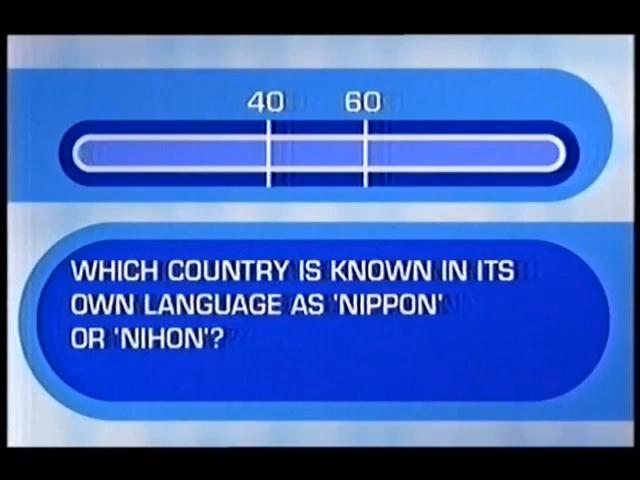 40 60
WHICH COUNTRY IS KNOWN IN ITS
OWN LANGUAGE AS 'NIPPON'
OR 'NIHON'?